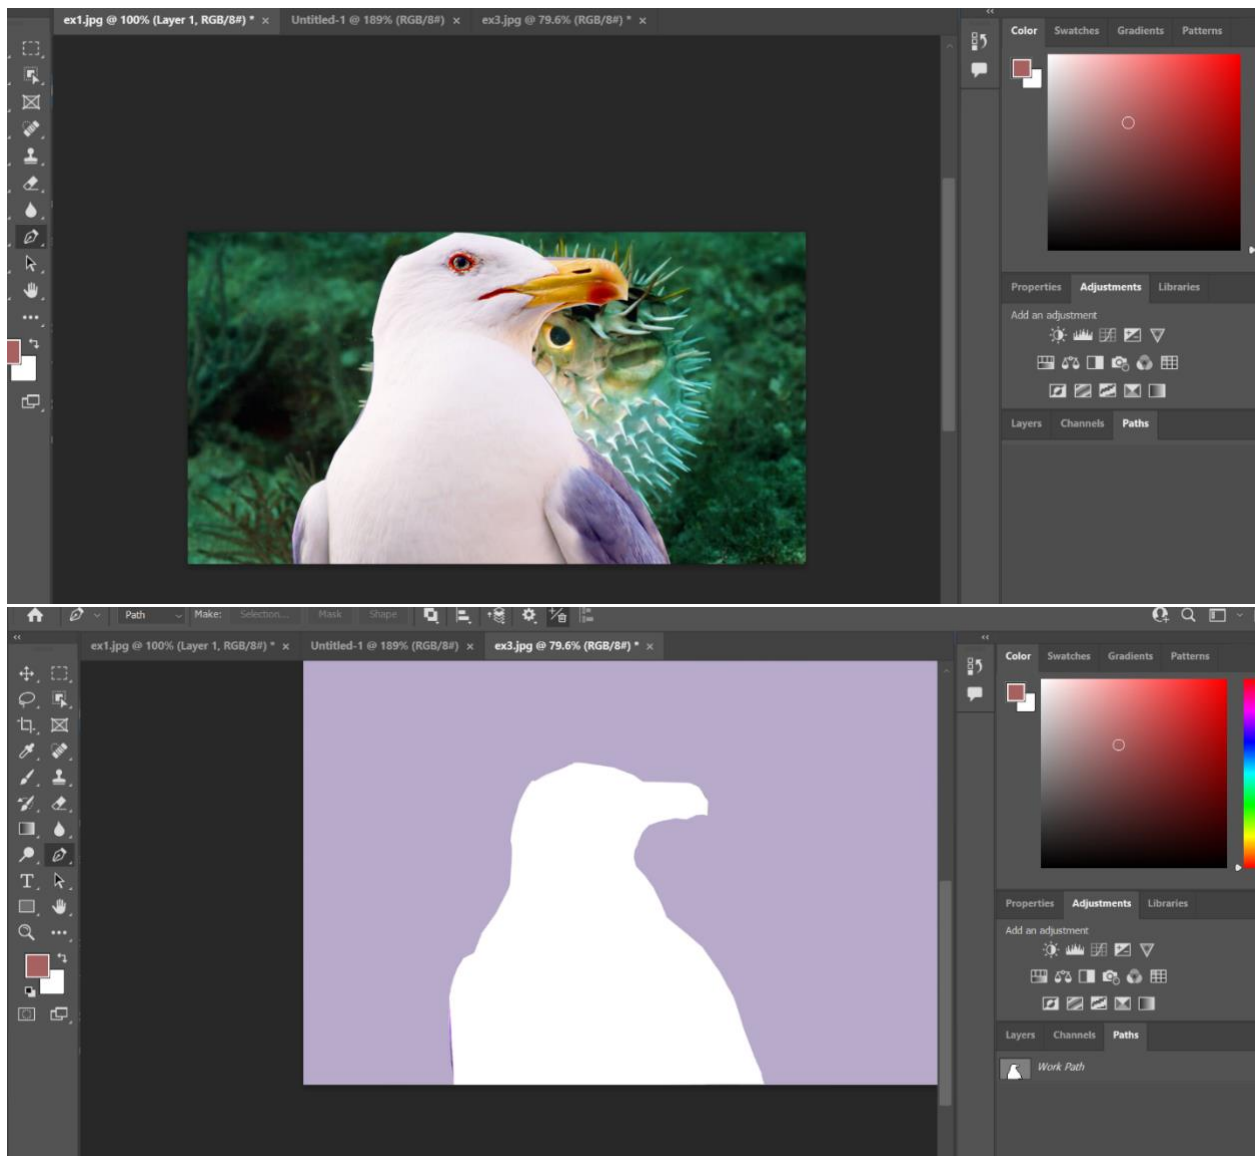 ex1.jpg @ 100% (Layer 1, RGB/8#) * × Untitled-1 @ 189% (RGB/8#) × ex3.jpg @ 79.6% (RGB/8#) * ×
Color Swatches Gradients Patterns
Properties Adjustments Libraries
Add an adjustment
Layers Channels Paths
Path Make: Selection... Mask Shape
ex1.jpg @ 100% (Layer 1, RGB/8#) * × Untitled-1 @ 189% (RGB/8#) × ex3.jpg @ 79.6% (RGB/8#) * ×
Color Swatches Gradients Patterns
Properties Adjustments Libraries
Add an adjustment
Layers Channels Paths
Work Path